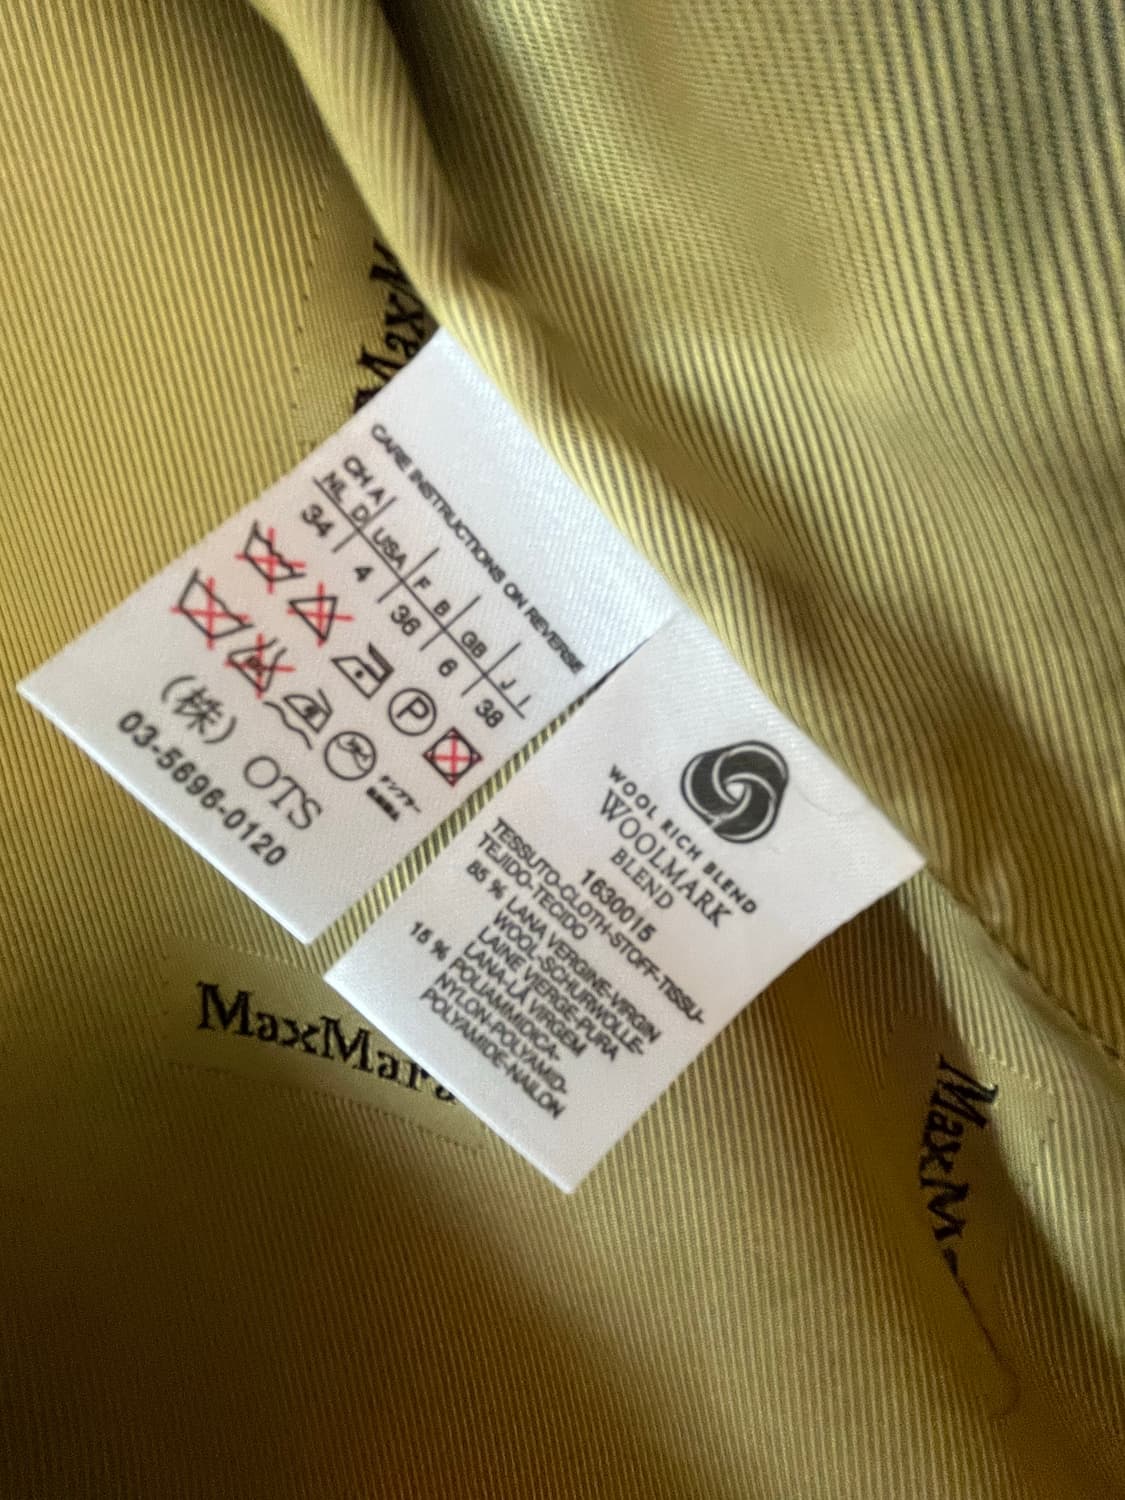 MaxM
CARE INSTRUCTIONS ON REVERSE
CH A
NL D USA F B GB J I
34 4 36 6 38
P
(株) OTS
03-5696-0120
WOOL RICH BLEND
WOOLMARK
BLEND
1630015
TESSUTO-CLOTH-STOFF-TISSU-
TEJIDO-TECIDO
85 % LANA VERGINE-VIRGIN
WOOL-SCHURWOLLE-
LAINE VIERGE-PURA
LANA-LÃ VIRGEM
15 % POLIAMMIDICA-
NYLON-POLYAMID-
POLYAMIDE-NAILON
MaxMara
MaxM